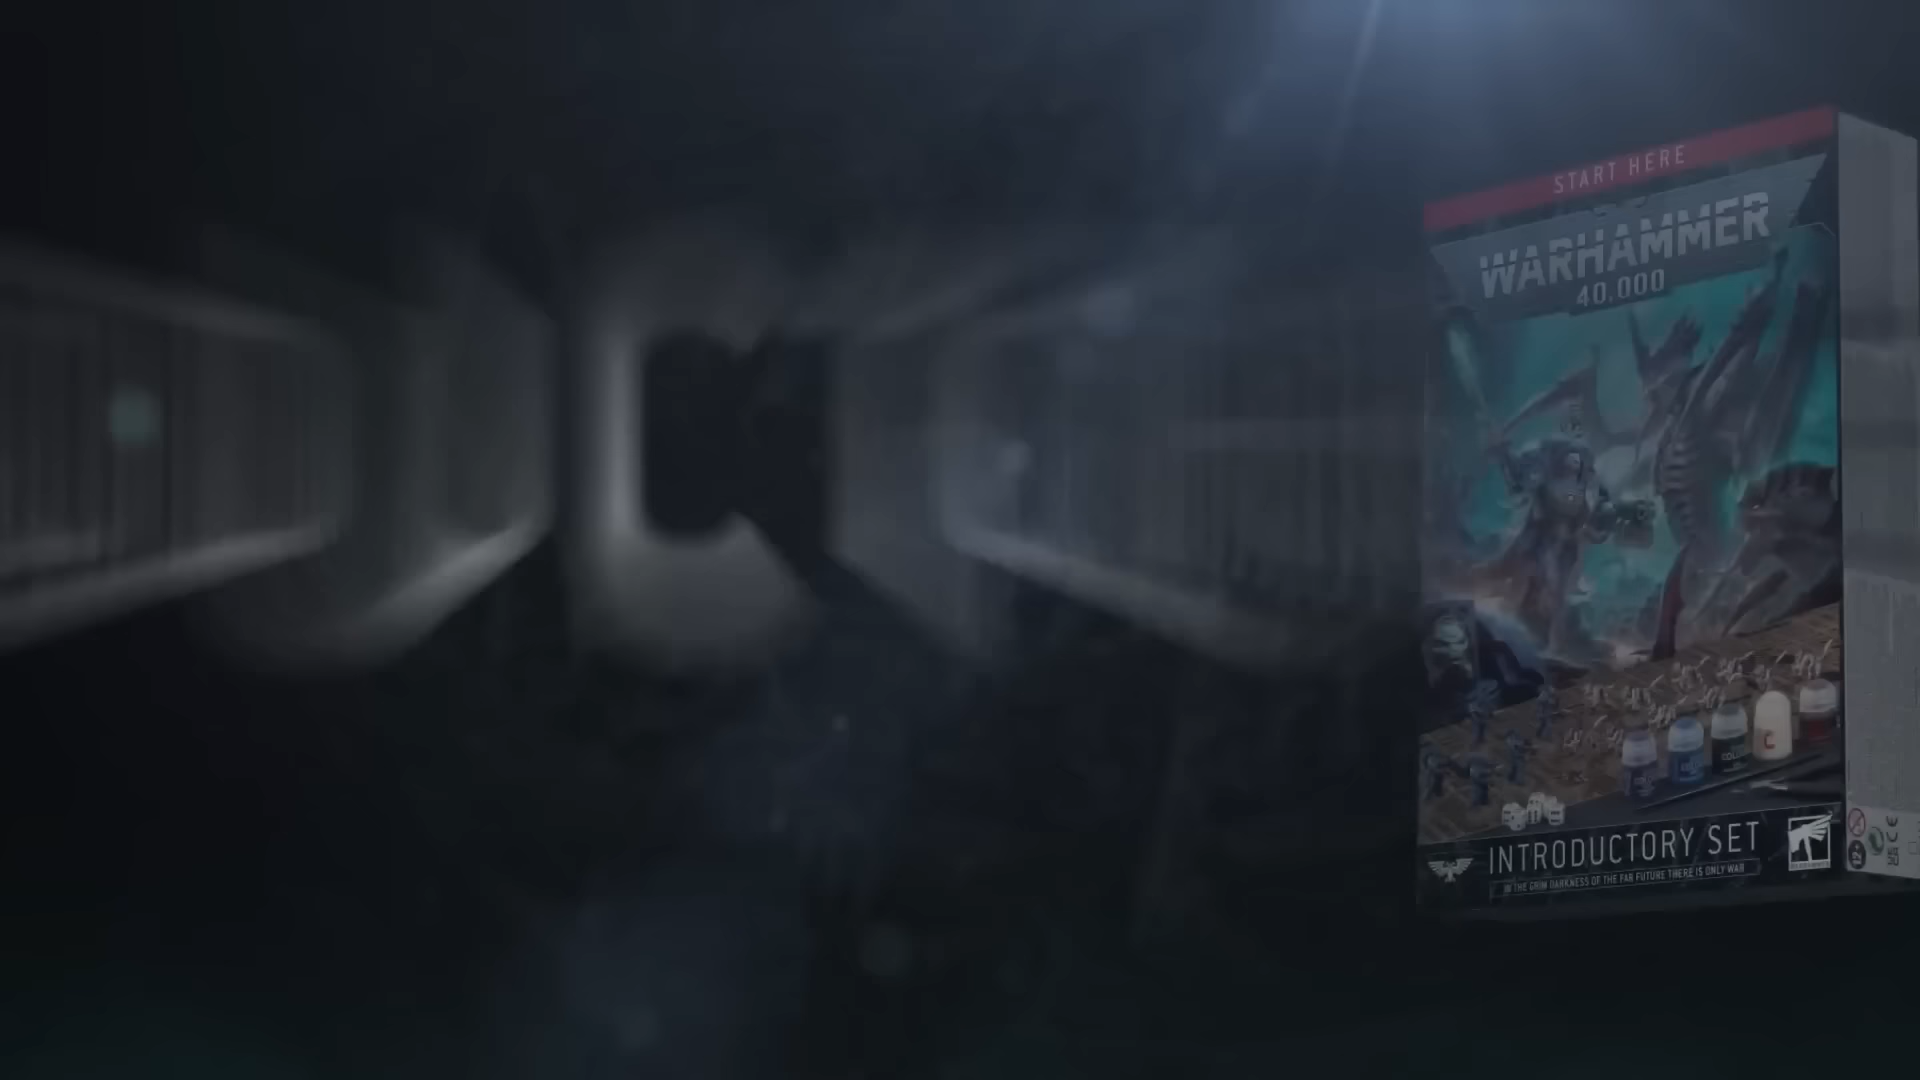 START HERE
WARHAMMER
40,000
INTRODUCTORY SET
IN THE GRIM DARKNESS OF THE FAR FUTURE THERE IS ONLY WAR